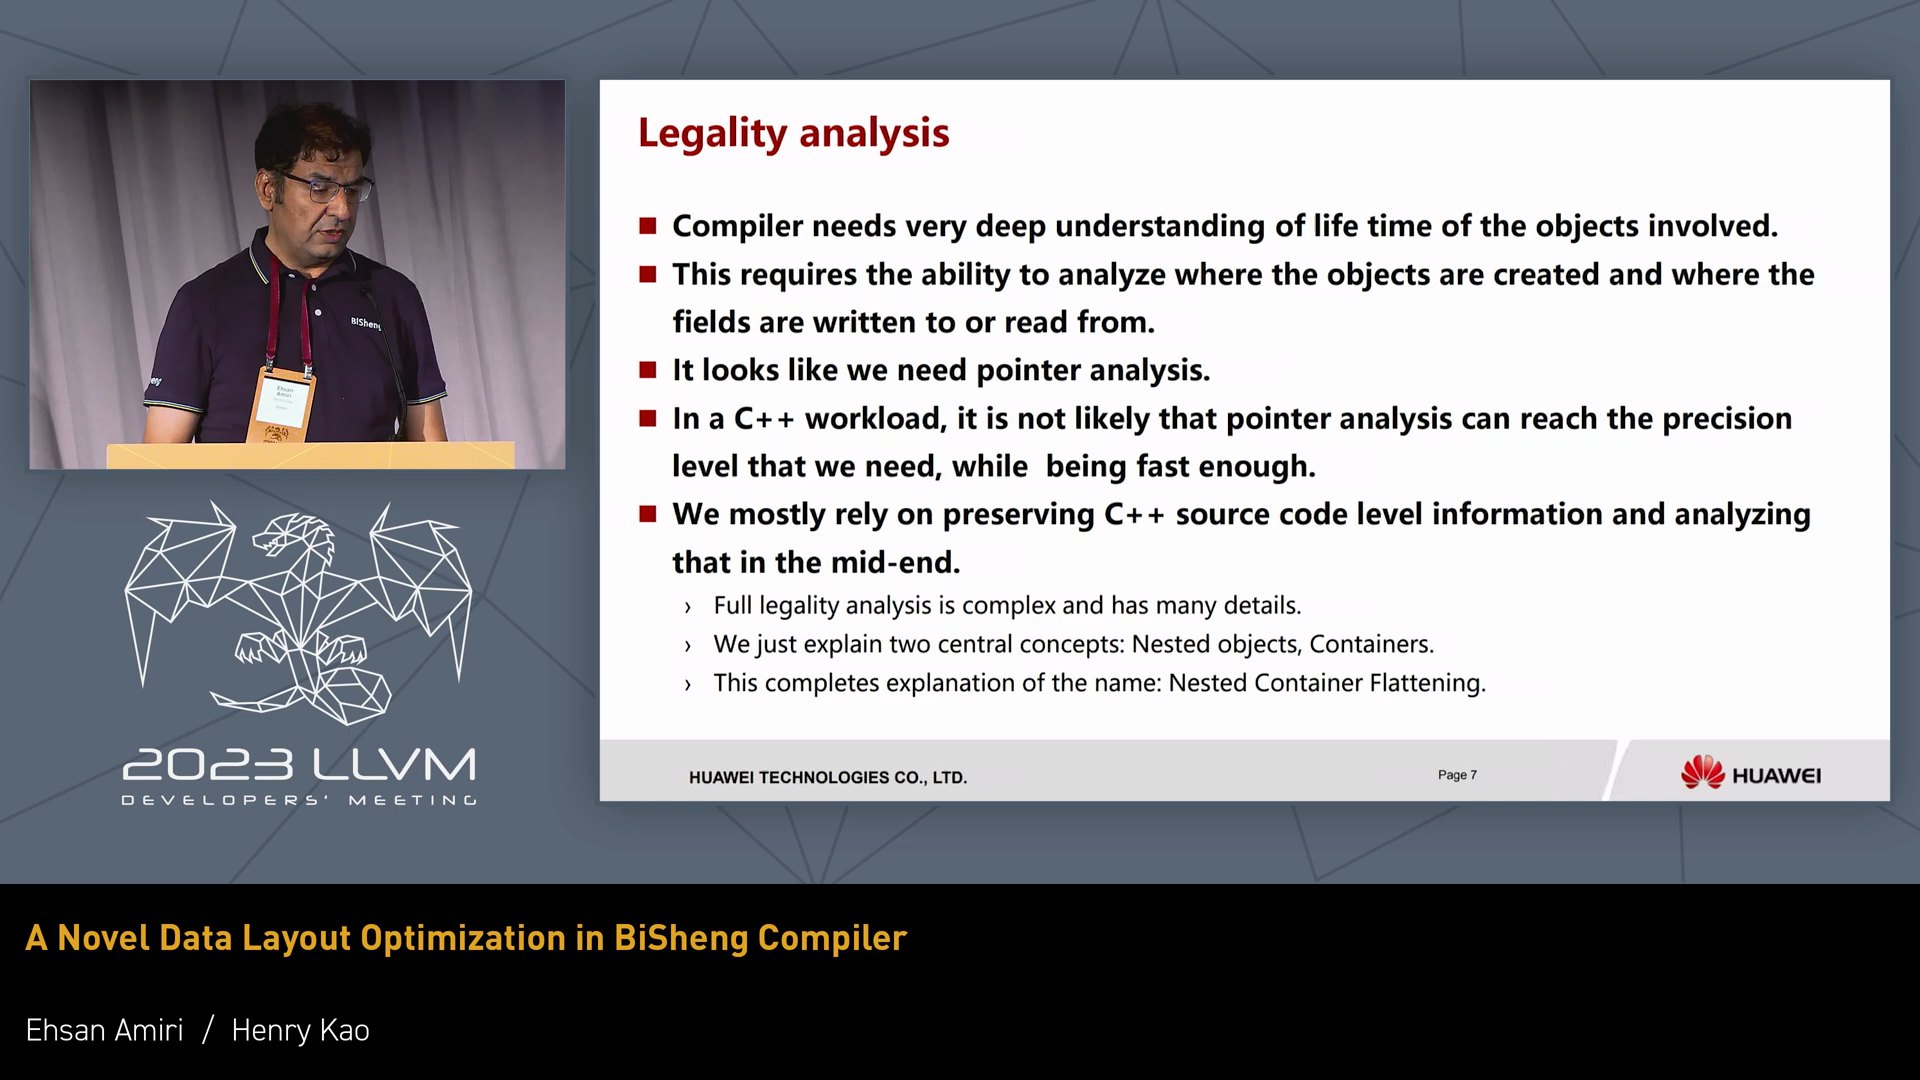 Legality analysis
Compiler needs very deep understanding of life time of the objects involved.
This requires the ability to analyze where the objects are created and where the
fields are written to or read from.
It looks like we need pointer analysis.
In a C++ workload, it is not likely that pointer analysis can reach the precision
level that we need, while being fast enough.
We mostly rely on preserving C++ source code level information and analyzing
that in the mid-end.
› Full legality analysis is complex and has many details.
› We just explain two central concepts: Nested objects, Containers.
› This completes explanation of the name: Nested Container Flattening.
HUAWEI TECHNOLOGIES CO., LTD.
Page 7
HUAWEI
BiSheng
Ehsan
Amiri
2023 LLVM
DEVELOPERS' MEETING
A Novel Data Layout Optimization in BiSheng Compiler
Ehsan Amiri / Henry Kao